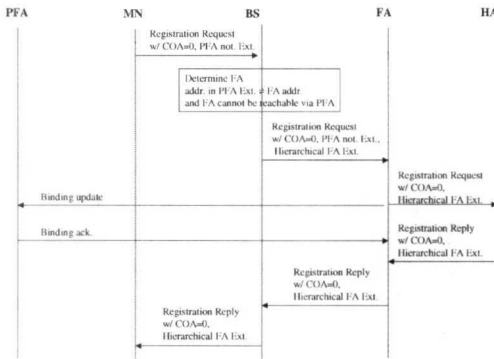 PFA MN BS FA HA
Registration Request
w/ COA=0, PFA not. Ext.
Determine FA
addr. in PFA Ext. ≠ FA addr.
and FA cannot be reachable via PFA
Registration Request
w/ COA=0, PFA not. Ext.,
Hierarchical FA Ext.
Registration Request
w/ COA=0,
Hierarchical FA Ext.
Binding update
Binding ack.
Registration Reply
w/ COA=0,
Hierarchical FA Ext.
Registration Reply
w/ COA=0,
Hierarchical FA Ext.
Registration Reply
w/ COA=0,
Hierarchical FA Ext.